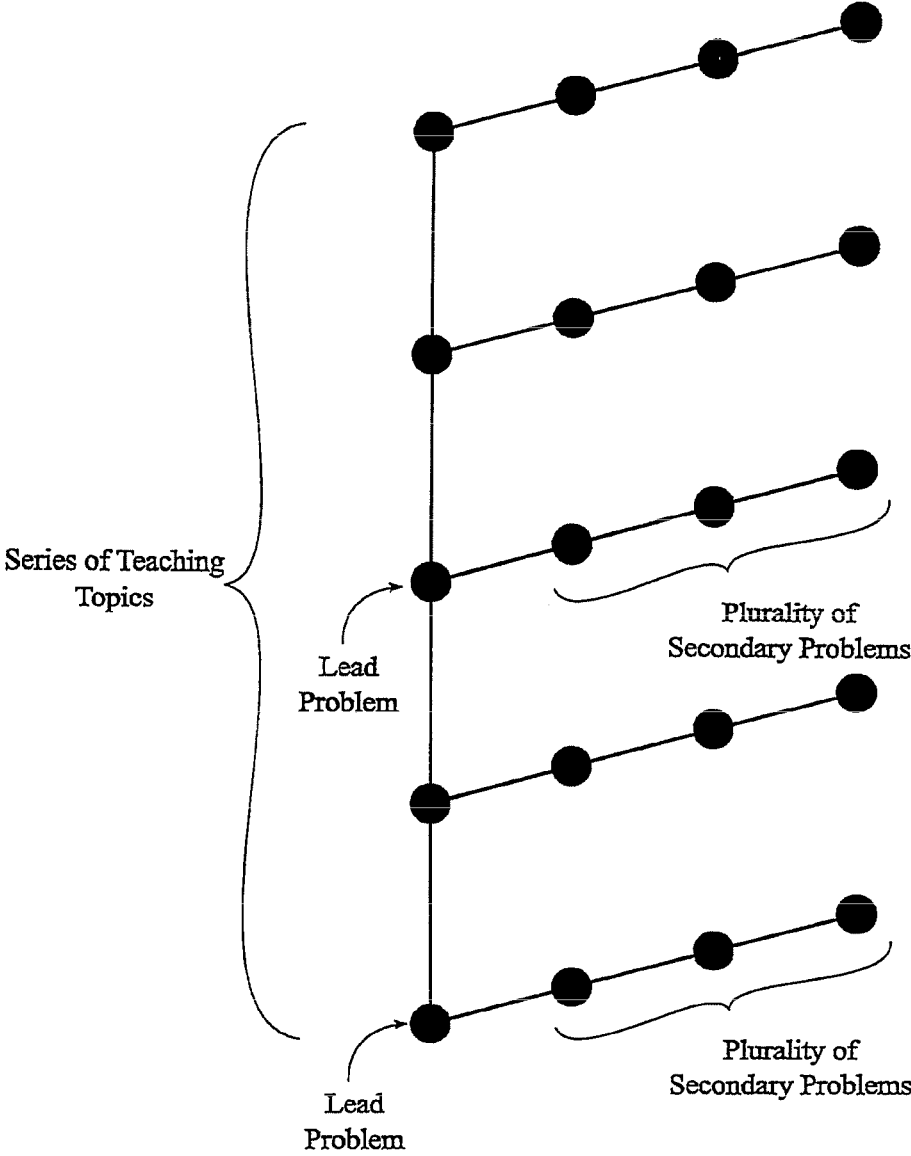 Series of Teaching
Topics
Lead
Problem
Plurality of
Secondary Problems
Lead
Problem
Plurality of
Secondary Problems